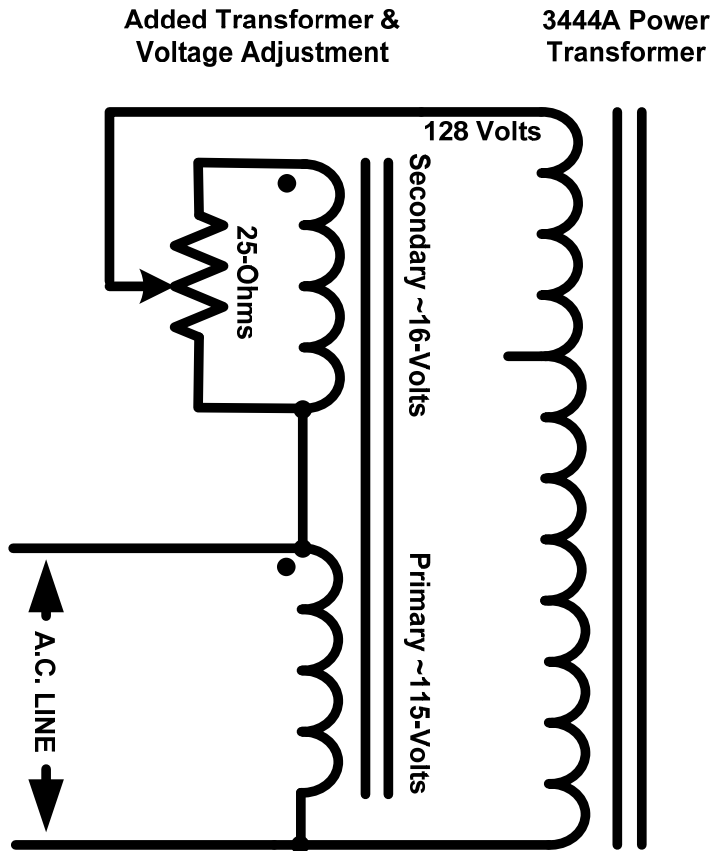 Added Transformer &
Voltage Adjustment
3444A Power
Transformer
128 Volts
Secondary ~16-Volts
25-Ohms
Primary ~115-Volts
A.C. LINE